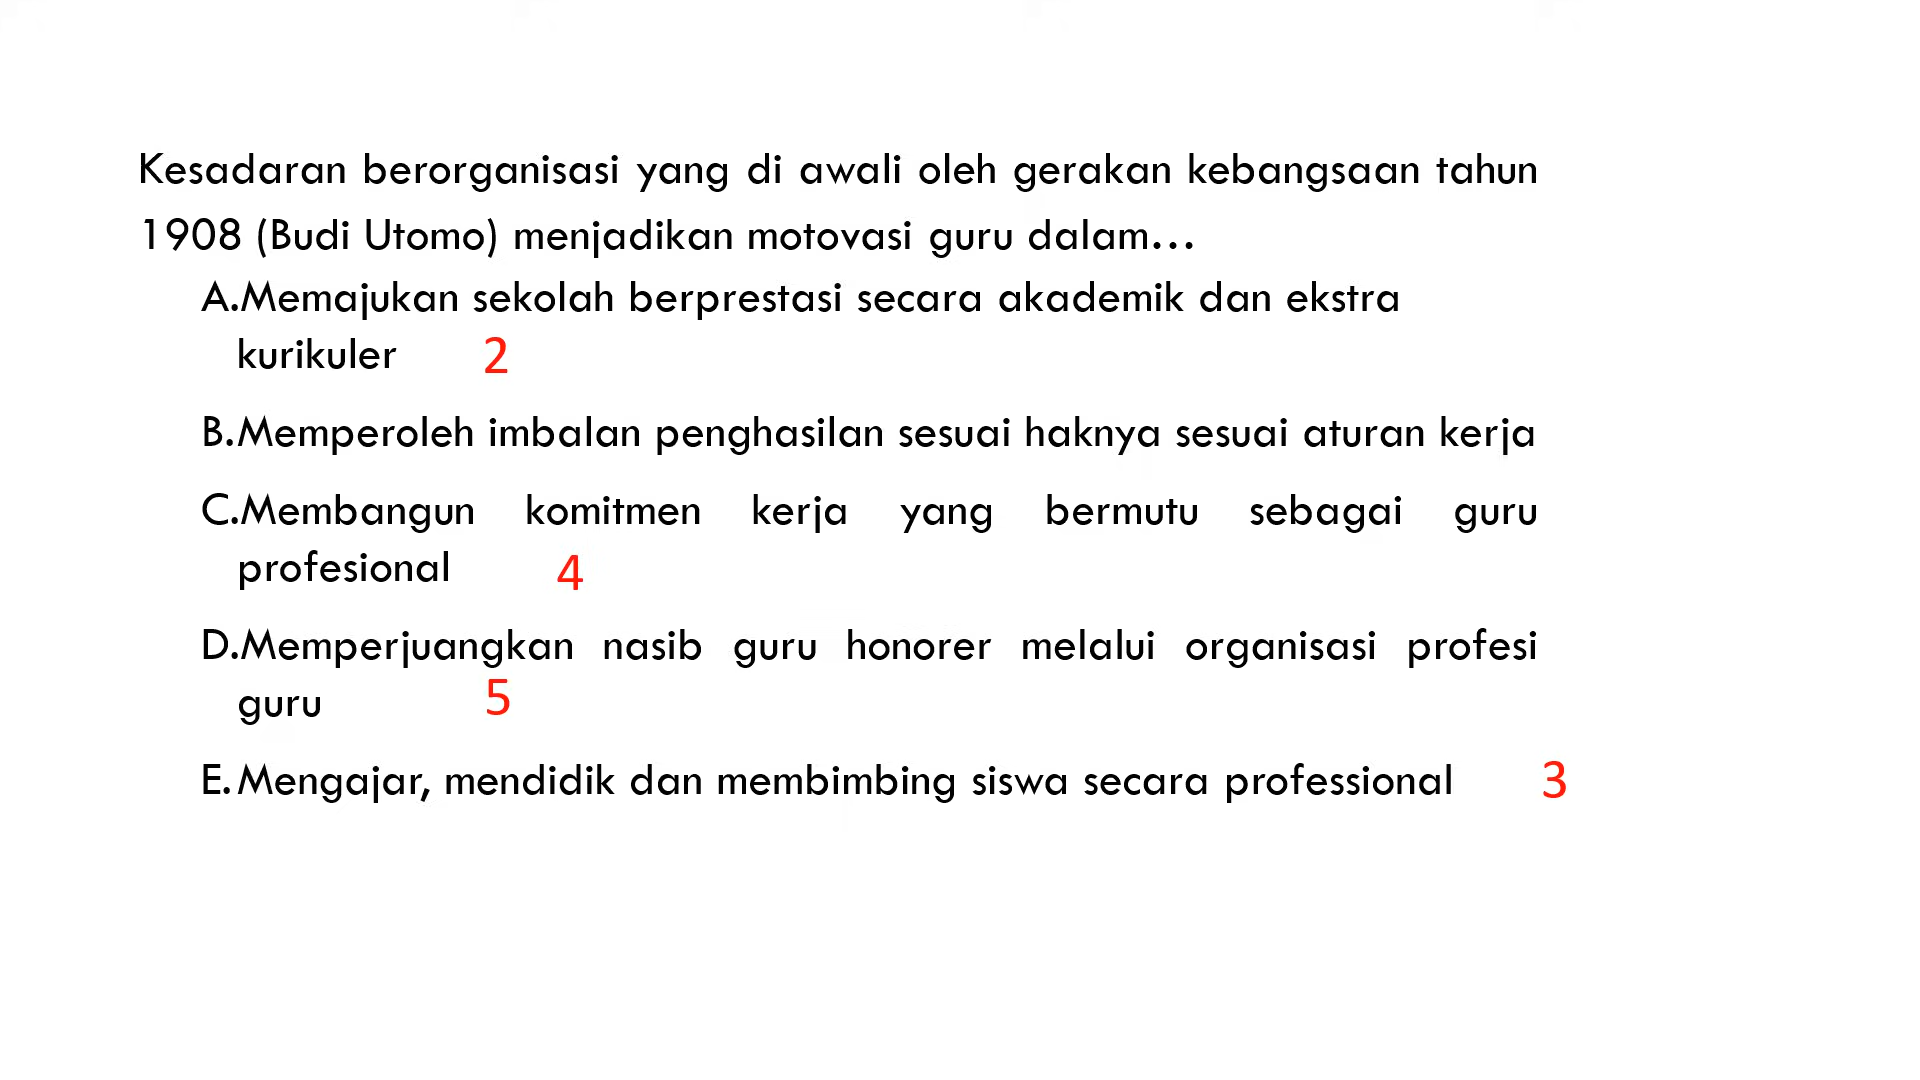 Kesadaran berorganisasi yang di awali oleh gerakan kebangsaan tahun
1908 (Budi Utomo) menjadikan motovasi guru dalam…
A.Memajukan sekolah berprestasi secara akademik dan ekstra
kurikuler 2
B.Memperoleh imbalan penghasilan sesuai haknya sesuai aturan kerja
C.Membangun komitmen kerja yang bermutu sebagai guru
profesional 4
D.Memperjuangkan nasib guru honorer melalui organisasi profesi
guru 5
E.Mengajar, mendidik dan membimbing siswa secara professional 3